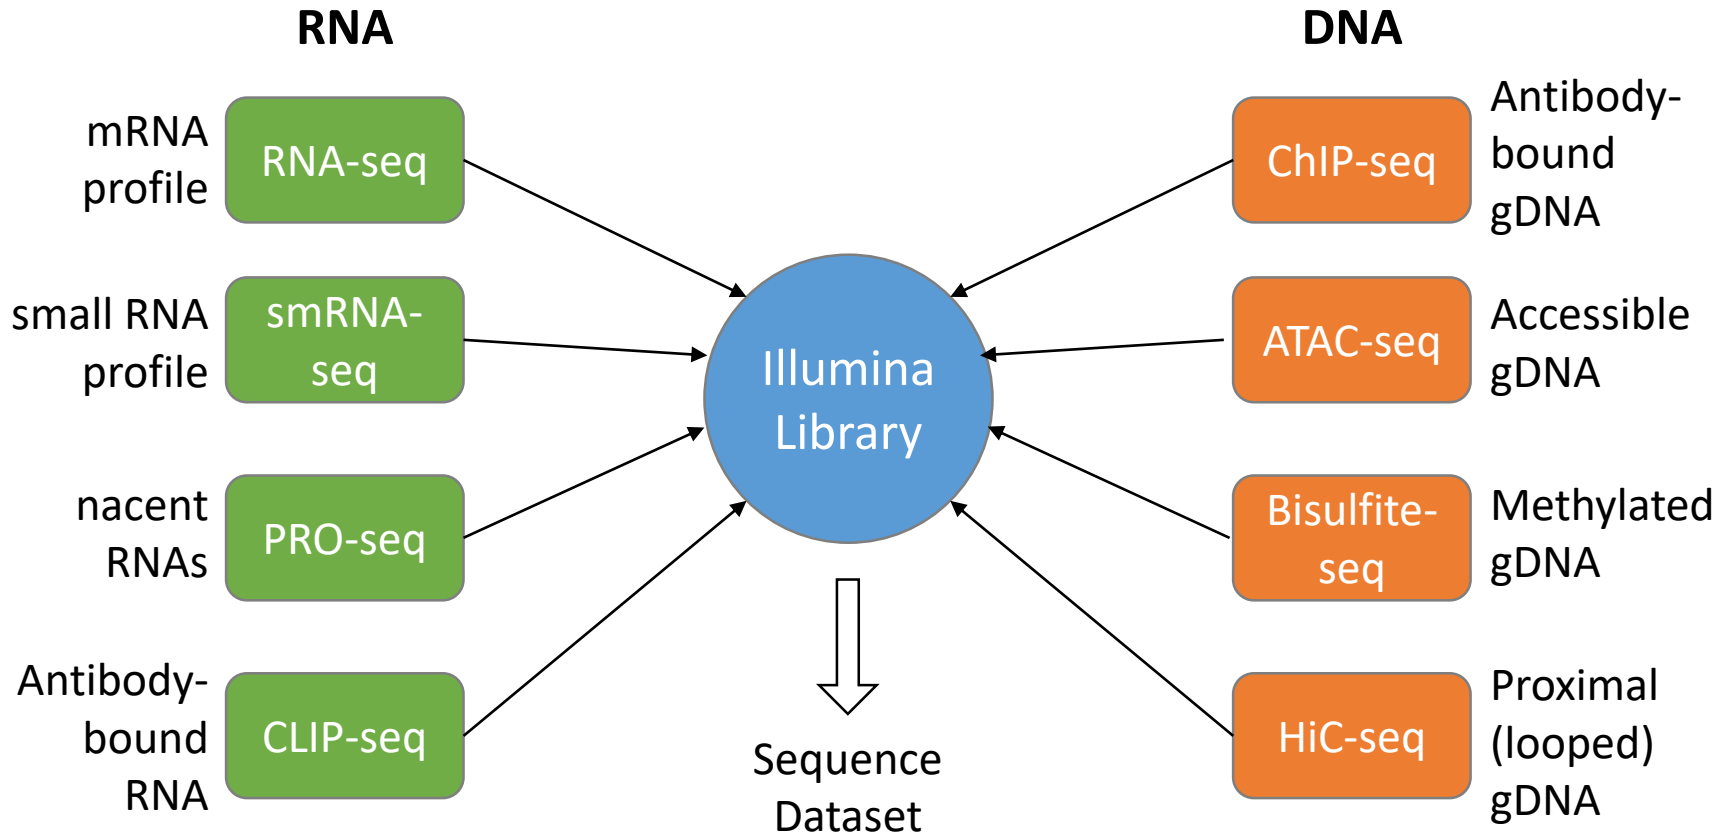 RNA
DNA
mRNA
profile
RNA-seq
small RNA
profile
smRNA-
seq
nacent
RNAs
PRO-seq
Antibody-
bound
RNA
CLIP-seq
Illumina
Library
Sequence
Dataset
ChIP-seq
Antibody-
bound
gDNA
ATAC-seq
Accessible
gDNA
Bisulfite-
seq
Methylated
gDNA
HiC-seq
Proximal
(looped)
gDNA